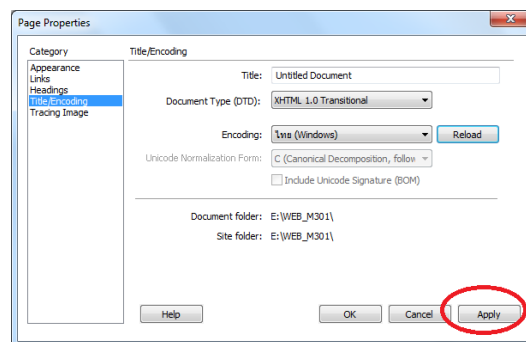 Page Properties
Category
Appearance
Links
Headings
Title/Encoding
Tracing Image
Title/Encoding
Title: Untitled Document
Document Type (DTD): XHTML 1.0 Transitional
Encoding: ไทย (Windows) Reload
Unicode Normalization Form: C (Canonical Decomposition, follow
Include Unicode Signature (BOM)
Document folder: E:\WEB_M301\
Site folder: E:\WEB_M301\
Help OK Cancel Apply